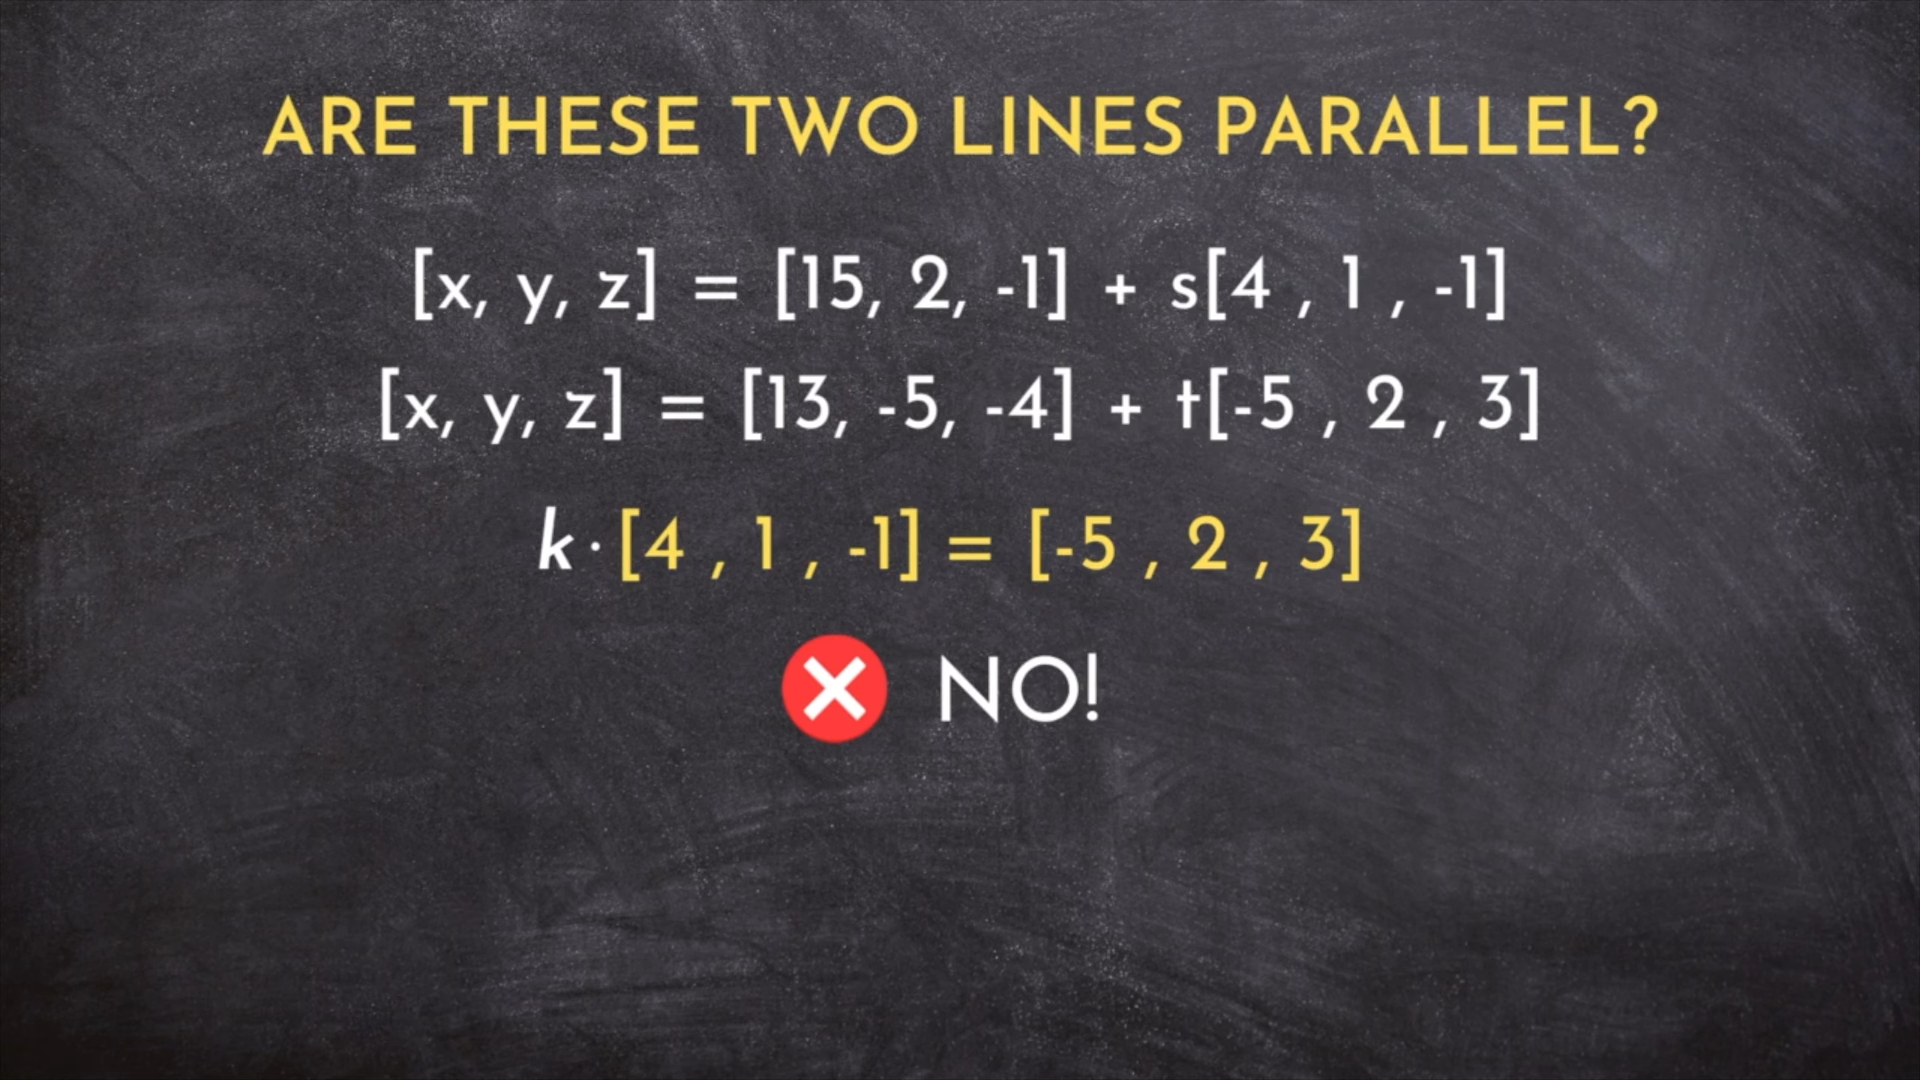 ARE THESE TWO LINES PARALLEL?
[x, y, z] = [15, 2, -1] + s[4 , 1 , -1]
[x, y, z] = [13, -5, -4] + t[-5 , 2 , 3]
k · [4 , 1 , -1] = [-5 , 2 , 3]
NO!